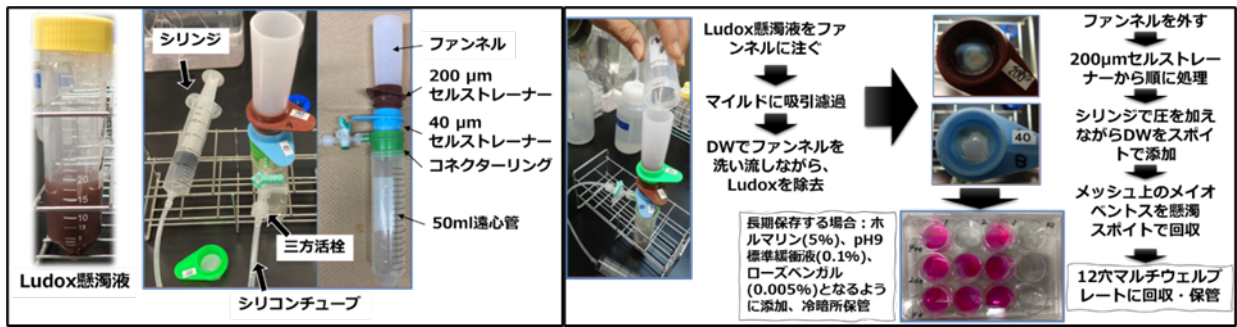 シリンジ
ファンネル
200 µm
セルストレーナー
40 µm
セルストレーナー
コネクターリング
50ml遠心管
三方活栓
シリコンチューブ
Ludox懸濁液
20
15
10
Ludox懸濁液をファ
ンネルに注ぐ
マイルドに吸引濾過
DWでファンネルを
洗い流しながら、
Ludoxを除去
長期保存する場合：ホ
ルマリン(5%)、pH9
標準緩衝液(0.1%)、
ローズベンガル
(0.005%)となるよう
に添加、冷暗所保管
200
40
B
ファンネルを外す
200µmセルストレー
ナーから順に処理
シリンジで圧を加え
ながらDWをスポイ
トで添加
メッシュ上のメイオ
ベントスを懸濁
スポイトで回収
12穴マルチウェルプ
レートに回収・保管